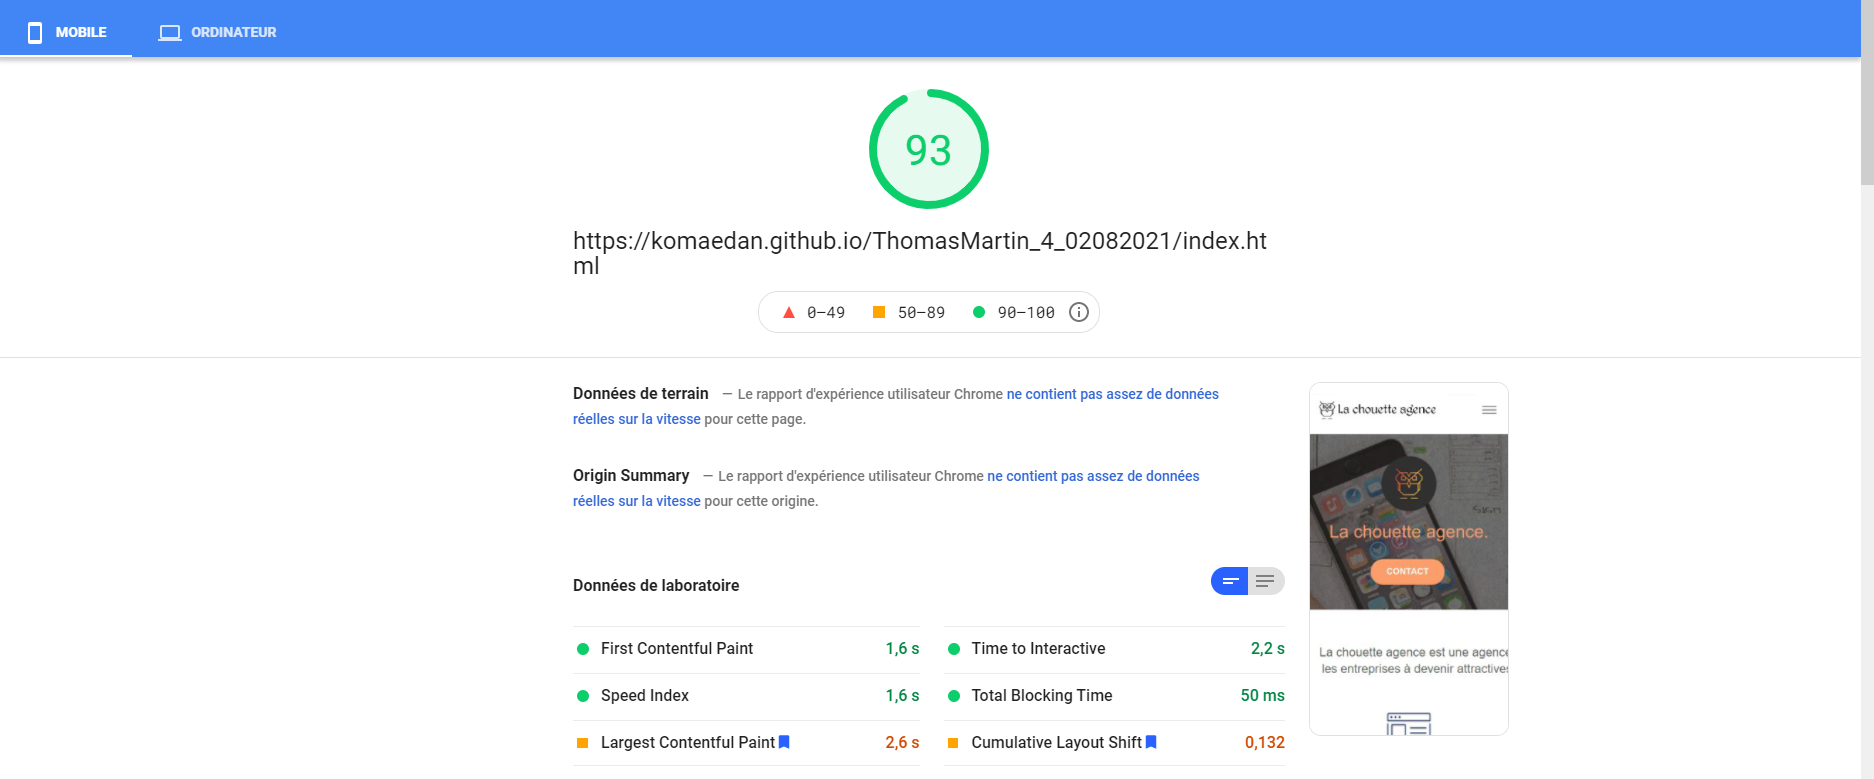 MOBILE
ORDINATEUR
93
https://komaedan.github.io/ThomasMartin_4_02082021/index.ht
ml
0–49
50–89
90–100
Données de terrain — Le rapport d'expérience utilisateur Chrome ne contient pas assez de données
réelles sur la vitesse pour cette page.
Origin Summary — Le rapport d'expérience utilisateur Chrome ne contient pas assez de données
réelles sur la vitesse pour cette origine.
Données de laboratoire
First Contentful Paint 1,6 s
Time to Interactive 2,2 s
Speed Index 1,6 s
Total Blocking Time 50 ms
Largest Contentful Paint 2,6 s
Cumulative Layout Shift 0,132
La chouette agence
SIGN
La chouette agence.
CONTACT
La chouette agence est une agence
les entreprises à devenir attractives